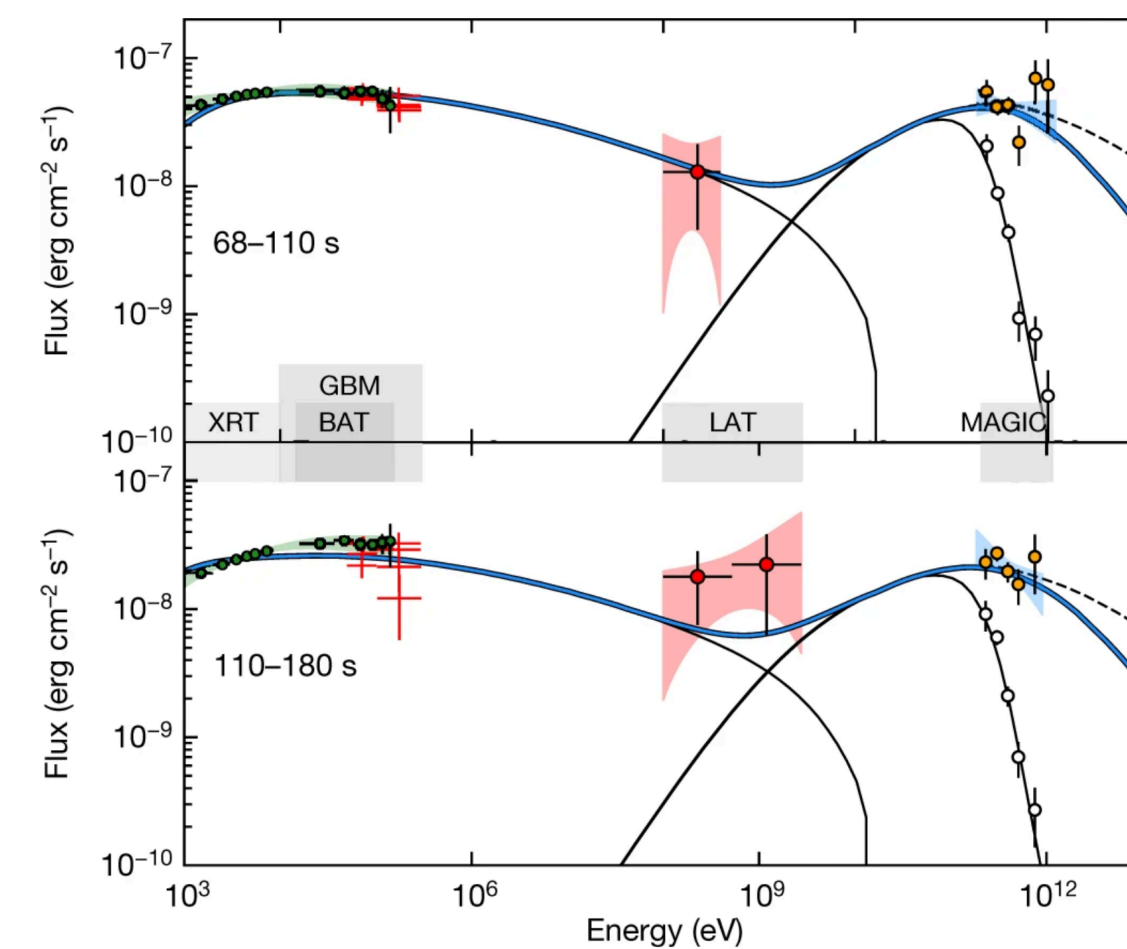 10⁻⁷
10⁻⁸
10⁻⁹
10⁻¹⁰
Flux (erg cm⁻² s⁻¹)
68–110 s
GBM
XRT
BAT
LAT
MAGIC
10⁻⁷
10⁻⁸
10⁻⁹
10⁻¹⁰
Flux (erg cm⁻² s⁻¹)
110–180 s
10³
10⁶
10⁹
10¹²
Energy (eV)